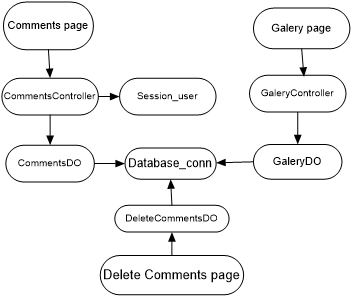 Comments page
Galery page
CommentsController
Session_user
GaleryController
CommentsDO
Database_conn
GaleryDO
DeleteCommentsDO
Delete Comments page